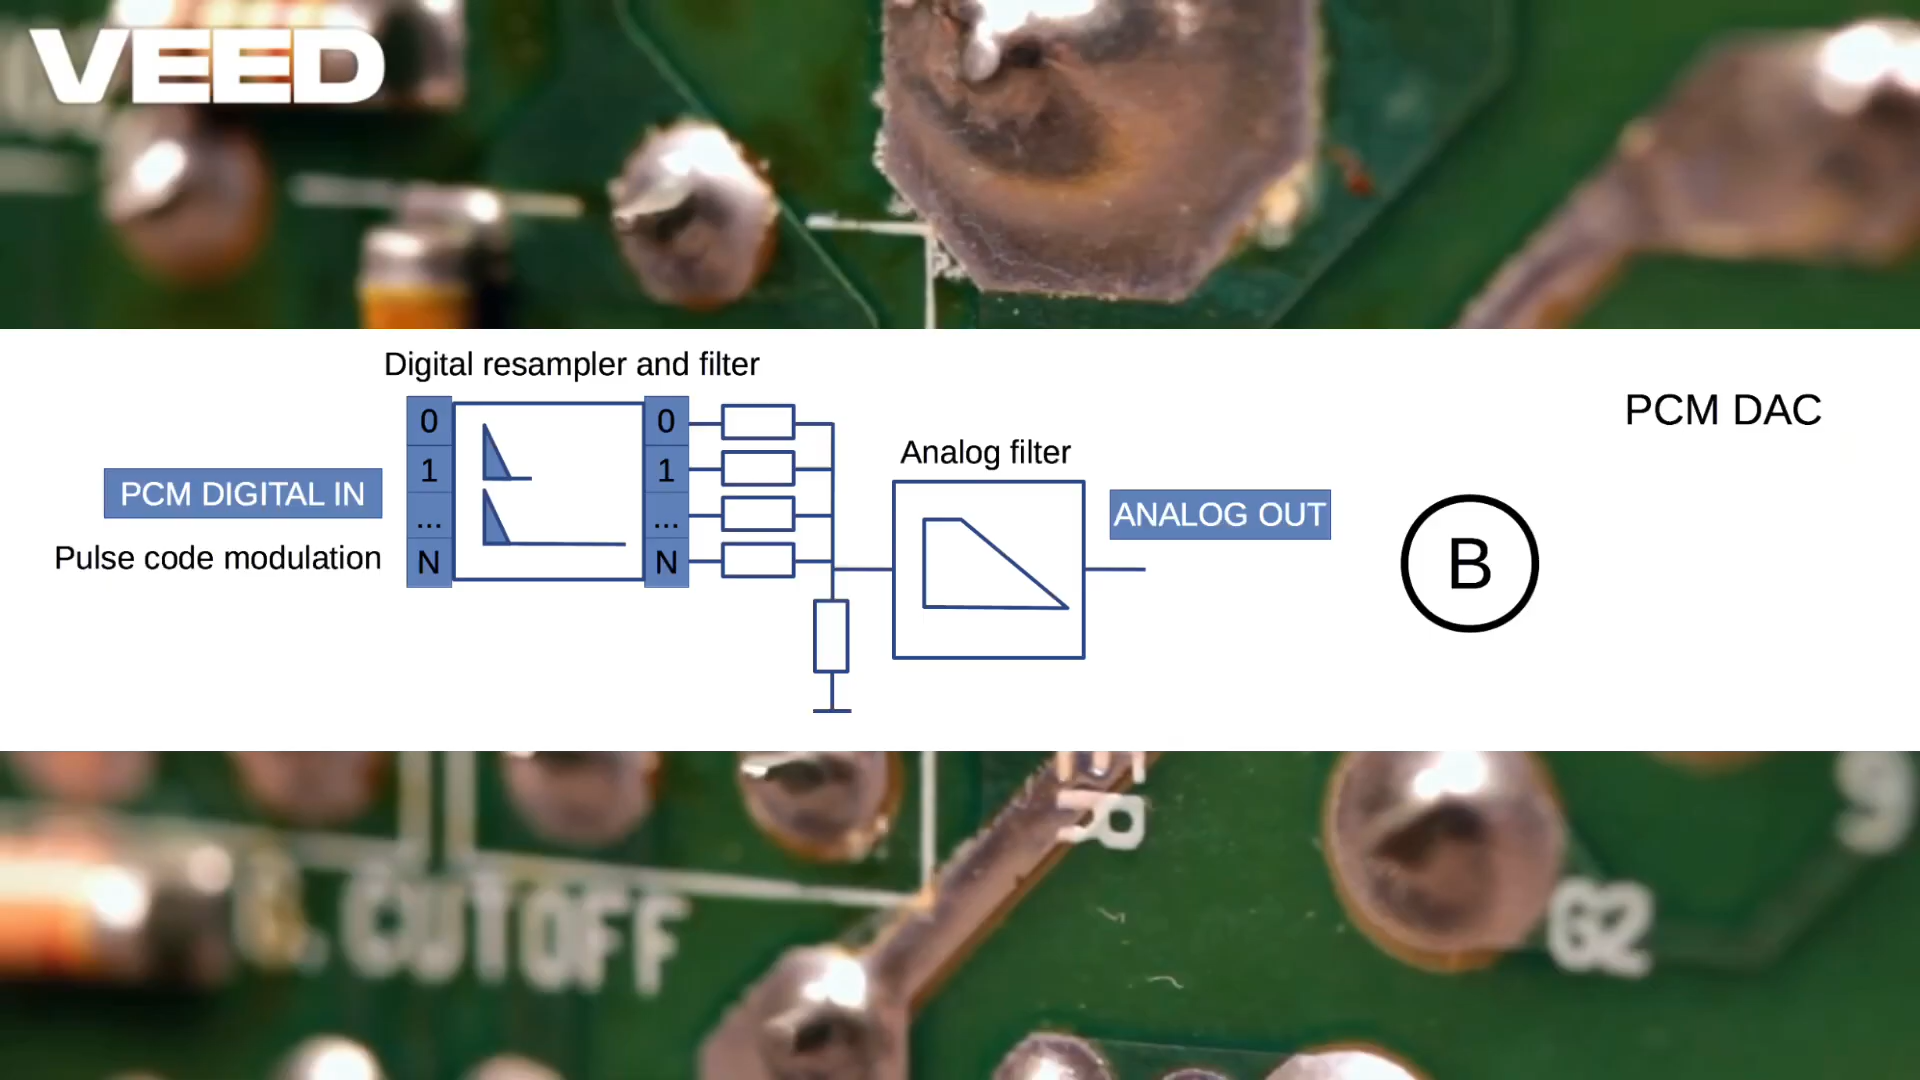 VEED
Digital resampler and filter
PCM DAC
0
1
...
N
0
1
...
N
PCM DIGITAL IN
Pulse code modulation
Analog filter
ANALOG OUT
B
R
CUTOFF
G2